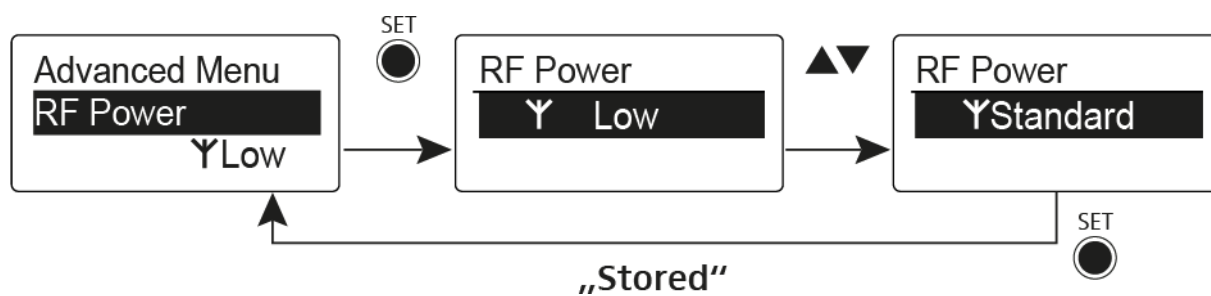 SET
Advanced Menu
RF Power
Low
RF Power
Low
▲▼
RF Power
Standard
SET
„Stored“